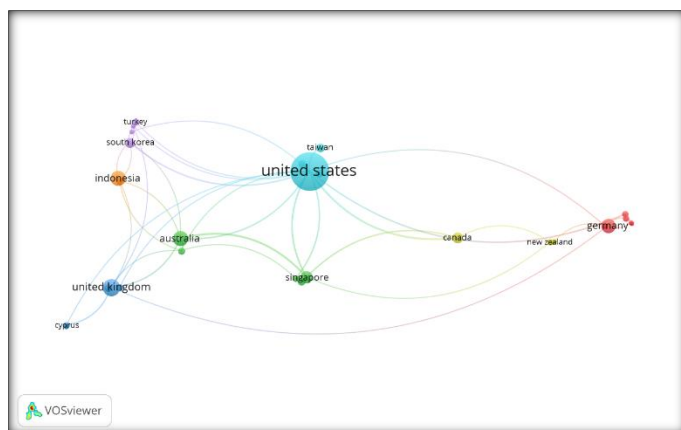 turkey
south korea
taiwan
united states
indonesia
australia
canada
germany
new zealand
singapore
united kingdom
cyprus
VOSviewer